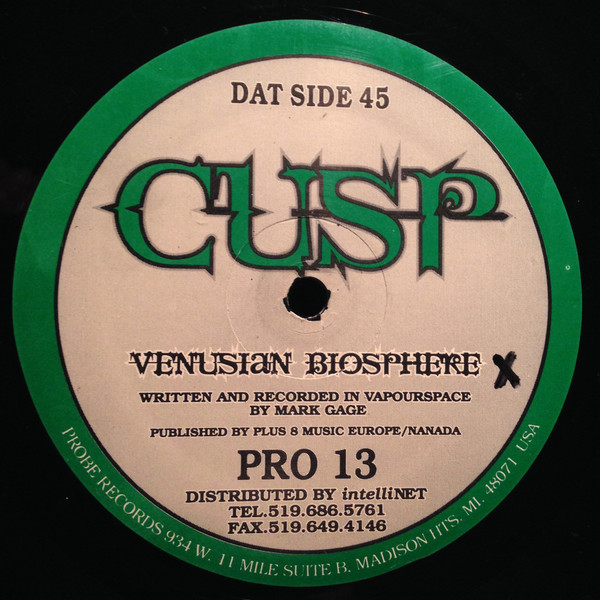 DAT SIDE 45
CUSP
VENUSIAN BIOSPHERE X
WRITTEN AND RECORDED IN VAPOURSPACE
BY MARK GAGE
PUBLISHED BY PLUS 8 MUSIC EUROPE/NANADA
PRO 13
DISTRIBUTED BY intelliNET
TEL.519.686.5761
FAX.519.649.4146
PROBE RECORDS 934 W. 11 MILE SUITE B. MADISON HTS. MI. 48071 USA